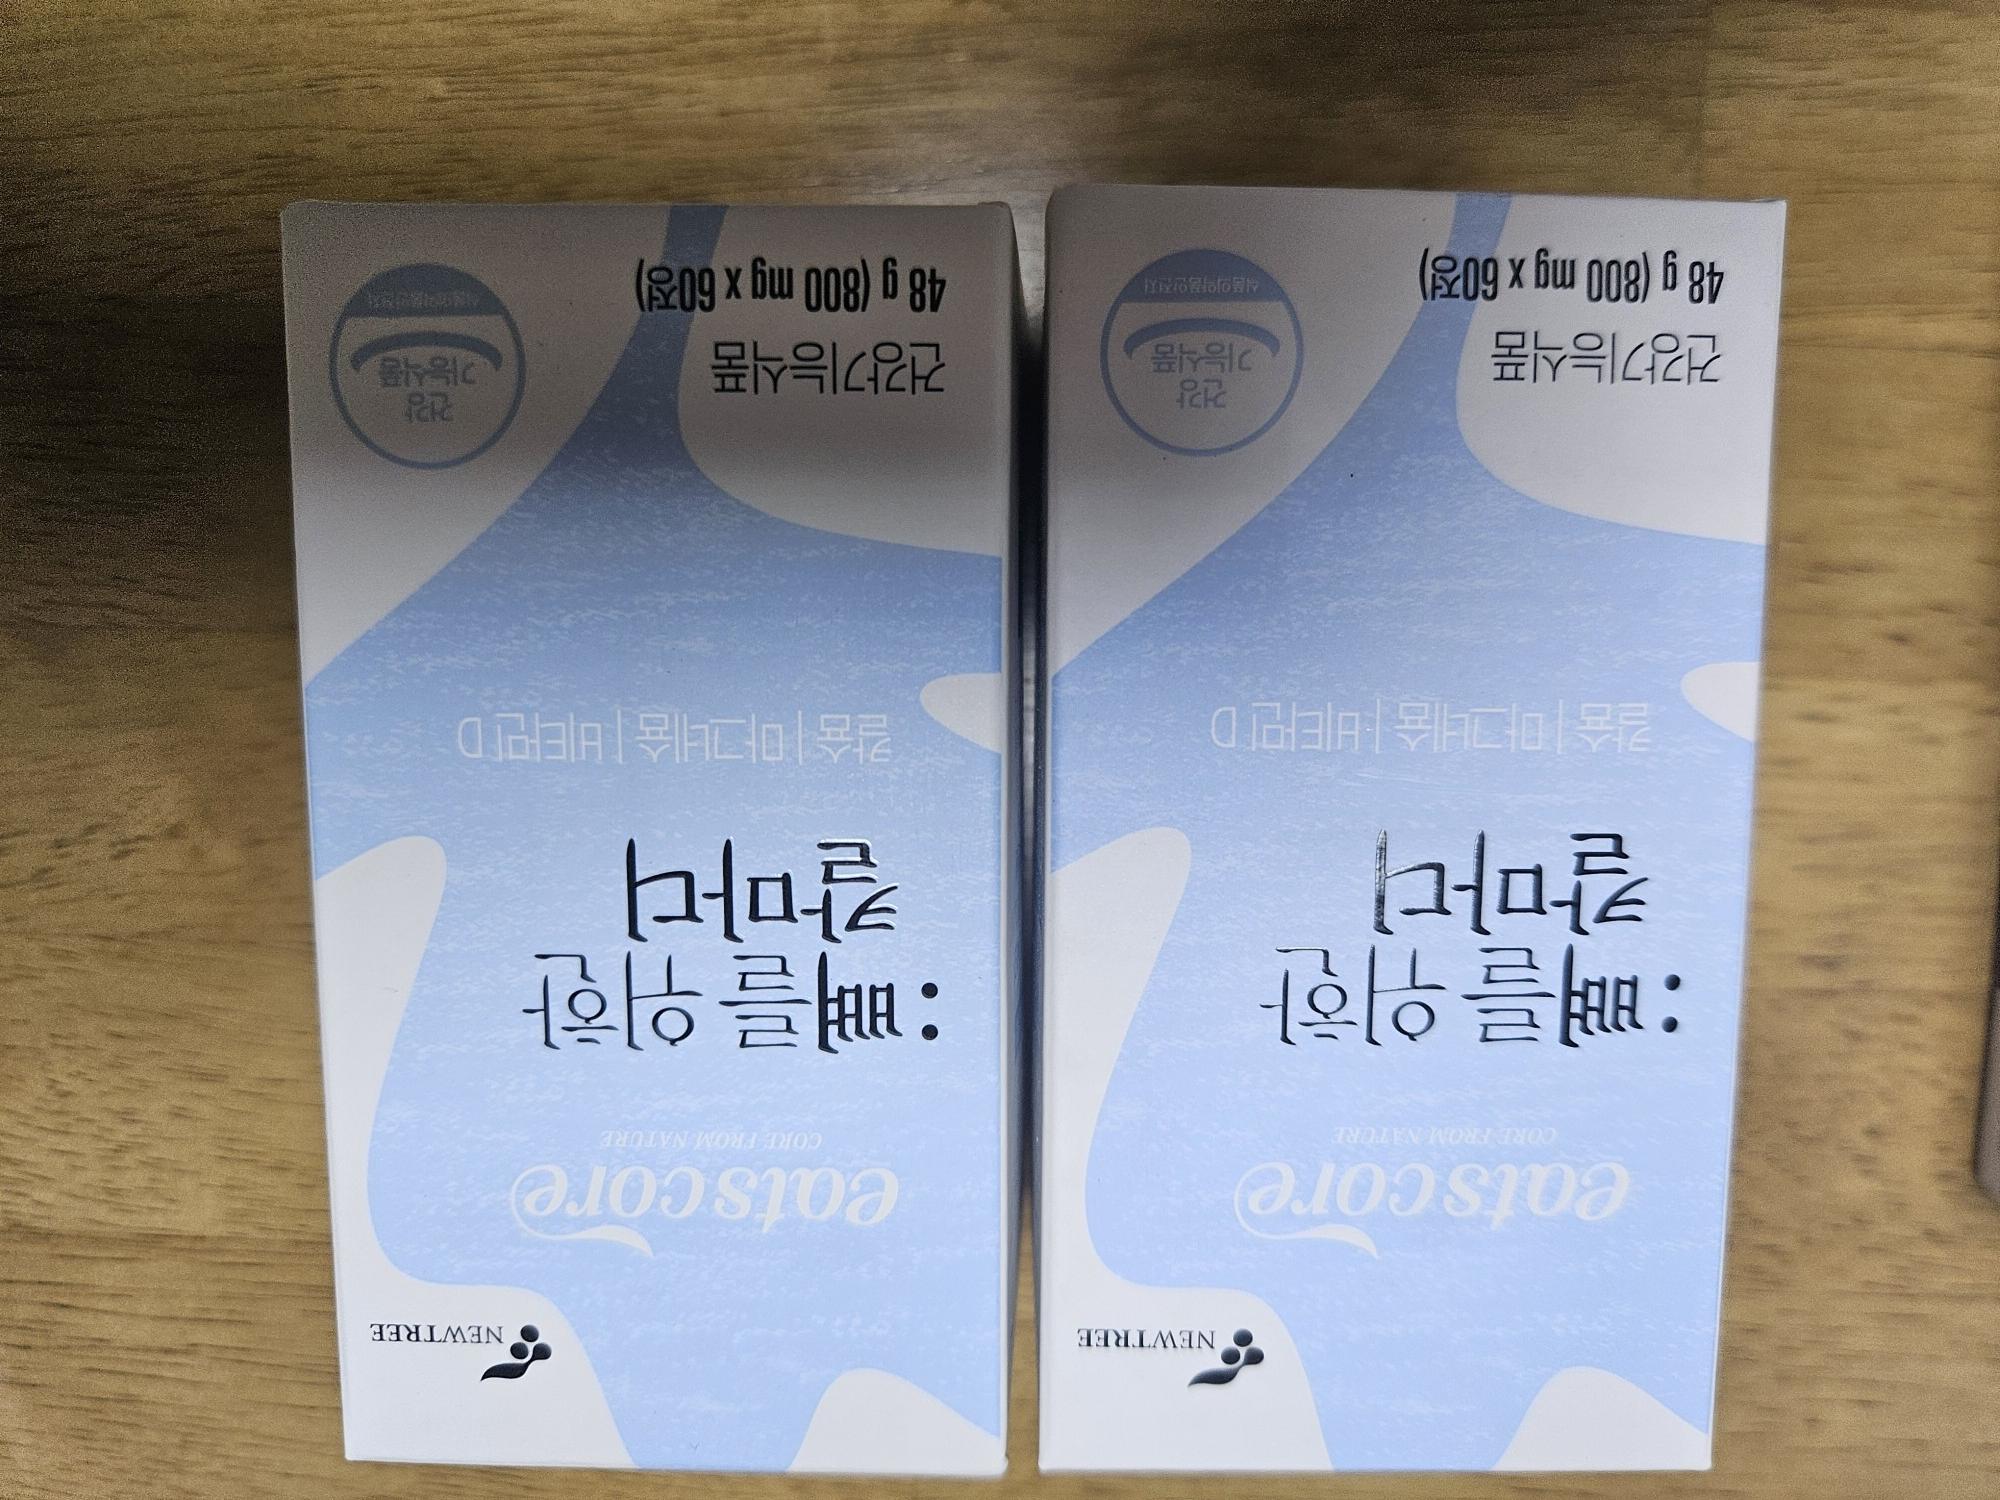 NEWTREE
eatscore
CORE FROM NATURE
:뼈를 위한
칼마디
칼슘 | 마그네슘 | 비타민 D
건강기능식품
48 g (800 mg x 60정)
건강
기능식품
식품의약품안전처
NEWTREE
eatscore
CORE FROM NATURE
:뼈를 위한
칼마디
칼슘 | 마그네슘 | 비타민 D
건강기능식품
48 g (800 mg x 60정)
건강
기능식품
식품의약품안전처